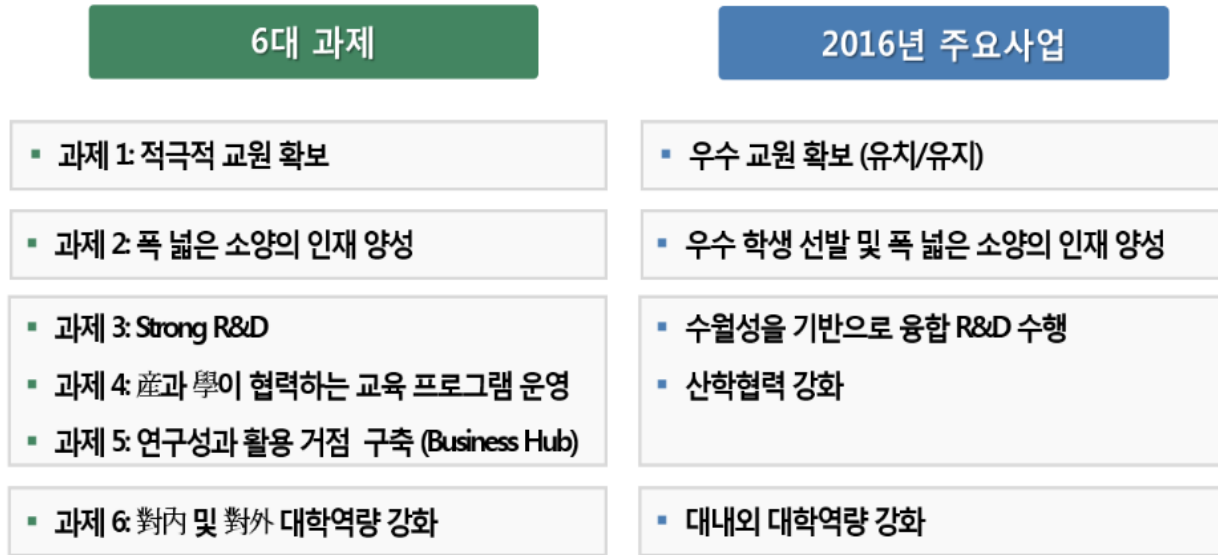 6대 과제
2016년 주요사업
▪ 과제 1: 적극적 교원 확보
▪ 우수 교원 확보 (유치/유지)
▪ 과제 2: 폭 넓은 소양의 인재 양성
▪ 우수 학생 선발 및 폭 넓은 소양의 인재 양성
▪ 과제 3: Strong R&D
▪ 과제 4: 産과 學이 협력하는 교육 프로그램 운영
▪ 과제 5: 연구성과 활용 거점 구축 (Business Hub)
▪ 수월성을 기반으로 융합 R&D 수행
▪ 산학협력 강화
▪ 과제 6: 對內 및 對外 대학역량 강화
▪ 대내외 대학역량 강화